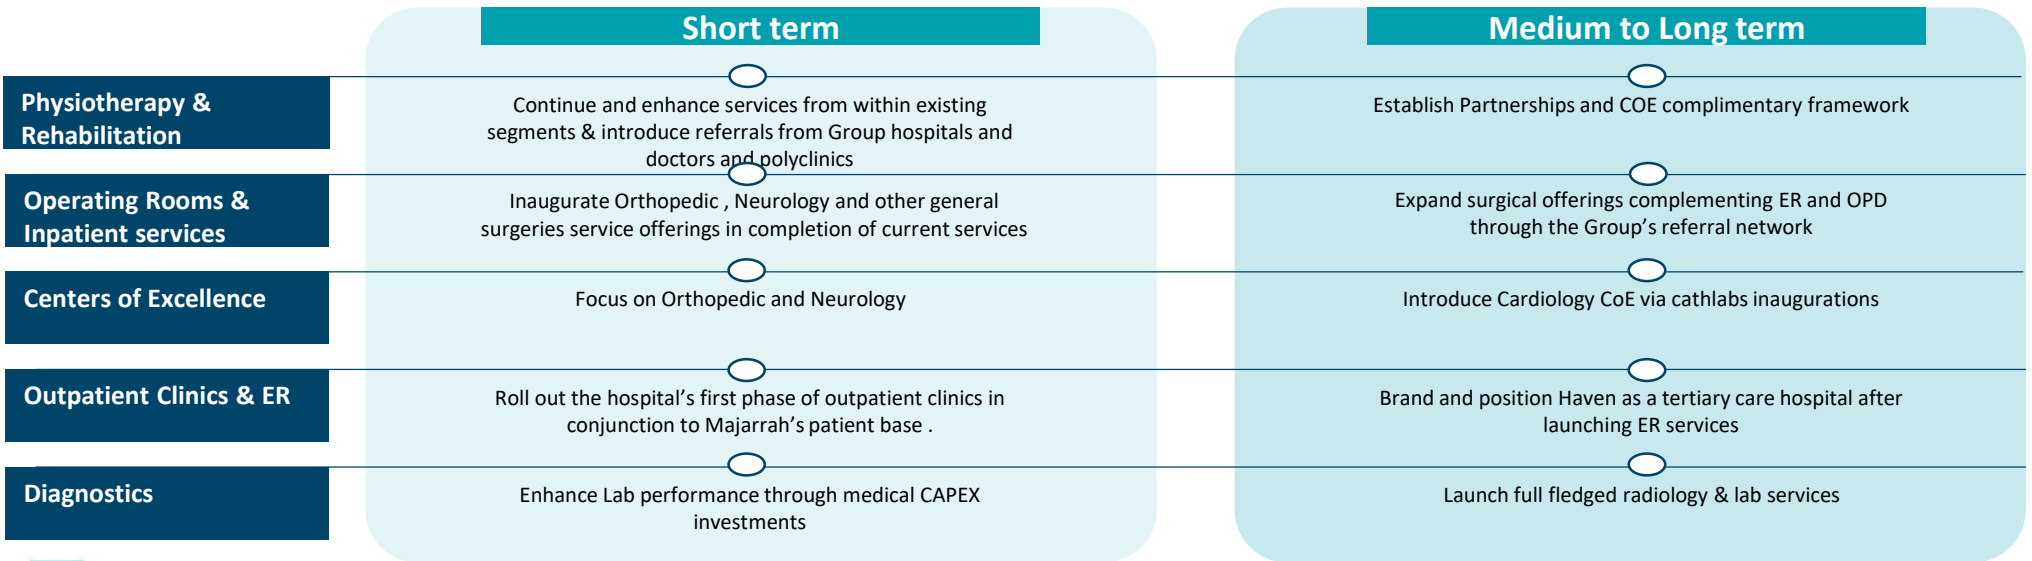 Short term
Medium to Long term
Physiotherapy &
Rehabilitation
Continue and enhance services from within existing
segments & introduce referrals from Group hospitals and
doctors and polyclinics
Establish Partnerships and COE complimentary framework
Operating Rooms &
Inpatient services
Inaugurate Orthopedic , Neurology and other general
surgeries service offerings in completion of current services
Expand surgical offerings complementing ER and OPD
through the Group’s referral network
Centers of Excellence
Focus on Orthopedic and Neurology
Introduce Cardiology CoE via cathlabs inaugurations
Outpatient Clinics & ER
Roll out the hospital’s first phase of outpatient clinics in
conjunction to Majarrah’s patient base .
Brand and position Haven as a tertiary care hospital after
launching ER services
Diagnostics
Enhance Lab performance through medical CAPEX
investments
Launch full fledged radiology & lab services